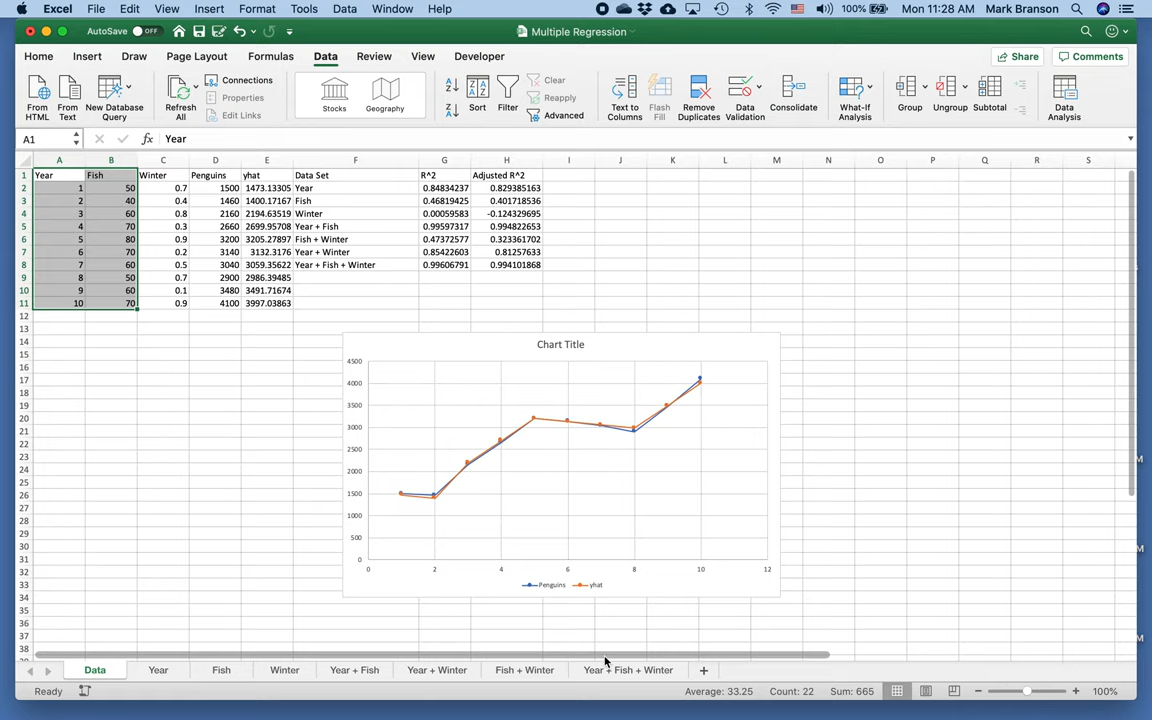 Excel File Edit View Insert Format Tools Data Window Help 100% Mon 11:28 AM Mark Branson
AutoSave OFF Multiple Regression
Home Insert Draw Page Layout Formulas Data Review View Developer Share Comments
From HTML From Text New Database Query Refresh All Connections Properties Edit Links Stocks Geography Sort Filter Clear Reapply Advanced Text to Columns Flash Fill Remove Duplicates Data Validation Consolidate What-If Analysis Group Ungroup Subtotal Data Analysis
A1 fx Year
A B C D E F G H I J K L M N O P Q R S
1 Year Fish Winter Penguins yhat Data Set R^2 Adjusted R^2
2 1 50 0.7 1500 1473.13305 Year 0.84834237 0.829385163
3 2 40 0.4 1460 1400.17167 Fish 0.46819425 0.401718540
4 3 60 0.8 2160 2194.63519 Winter 0.00059583 -0.124329695
5 4 70 0.3 2660 2699.95708 Year + Fish 0.99597317 0.994822653
6 5 80 0.9 3200 3205.27897 Fish + Winter 0.47372577 0.323361702
7 6 70 0.2 3140 3132.3176 Year + Winter 0.85422603 0.81257633
8 7 60 0.5 3040 3059.35622 Year + Fish + Winter 0.99606791 0.994101868
9 8 50 0.7 2900 2986.39485
10 9 60 0.1 3480 3491.71674
11 10 70 0.9 4100 3997.03863
12
13
14 Chart Title
15
16 4500
17
18 4000
19 3500
20
21 3000
22
23 2500
24 2000
25
26 1500
27
28 1000
29
30 500
31 0
32 0 2 4 6 8 10 12
33 Penguins yhat
34
35
36
37
38
Data Year Fish Winter Year + Fish Year + Winter Fish + Winter Year + Fish + Winter
Ready Average: 33.25 Count: 22 Sum: 665 100%